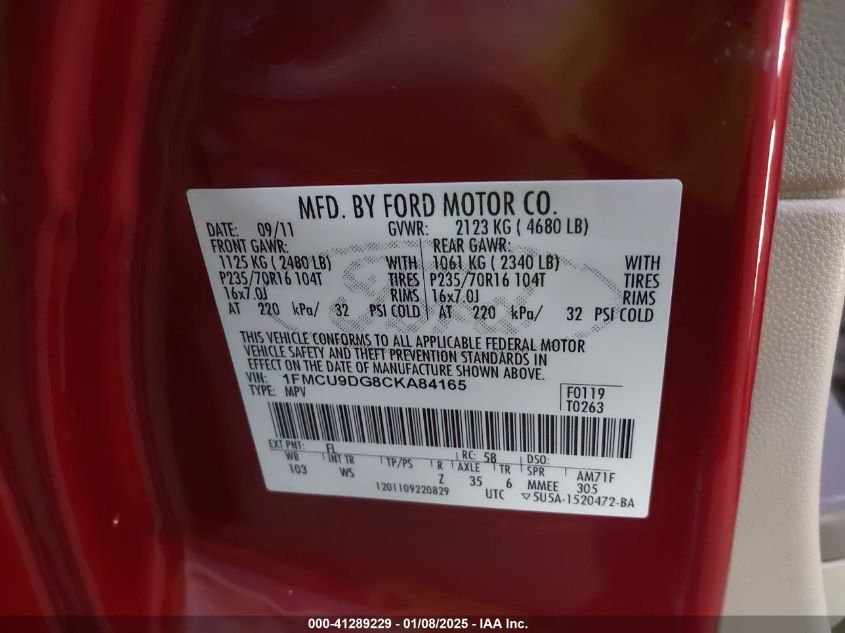 MFD. BY FORD MOTOR CO.
DATE: 09/11 GVWR: 2123 KG ( 4680 LB)
FRONT GAWR: REAR GAWR:
1125 KG ( 2480 LB) WITH 1061 KG ( 2340 LB) WITH
P235/70R16 104T TIRES P235/70R16 104T TIRES
16x7.0J RIMS 16x7.0J RIMS
AT 220 kPa/ 32 PSI COLD AT 220 kPa/ 32 PSI COLD
THIS VEHICLE CONFORMS TO ALL APPLICABLE FEDERAL MOTOR
VEHICLE SAFETY AND THEFT PREVENTION STANDARDS IN
EFFECT ON THE DATE OF MANUFACTURE SHOWN ABOVE.
VIN: 1FMCU9DG8CKA84165
TYPE: MPV
F0119
T0263
EXT PNT: FL RC: 5B DSO:
WB INT TR TP/PS R AXLE TR SPR AM71F
103 WS Z 35 6 MMEE 305
1201109220829 UTC ▽5U5A-1520472-BA
000-41289229 - 01/08/2025 - IAA Inc.